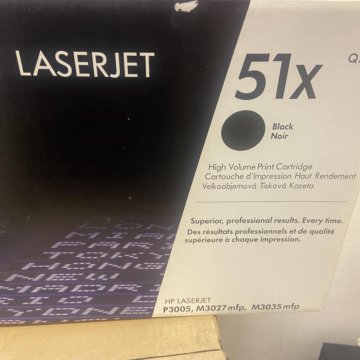 LASERJET
51X
Q
Black
Noir
High Volume Print Cartridge
Cartouche d'Impression Haut Rendement
Velkoobjemová Tisková Kazeta
Superior, professional results. Every time.
Des résultats professionnels et de qualité
supérieure à chaque impression.
HP LASERJET
P3005, M3027mfp, M3035mfp